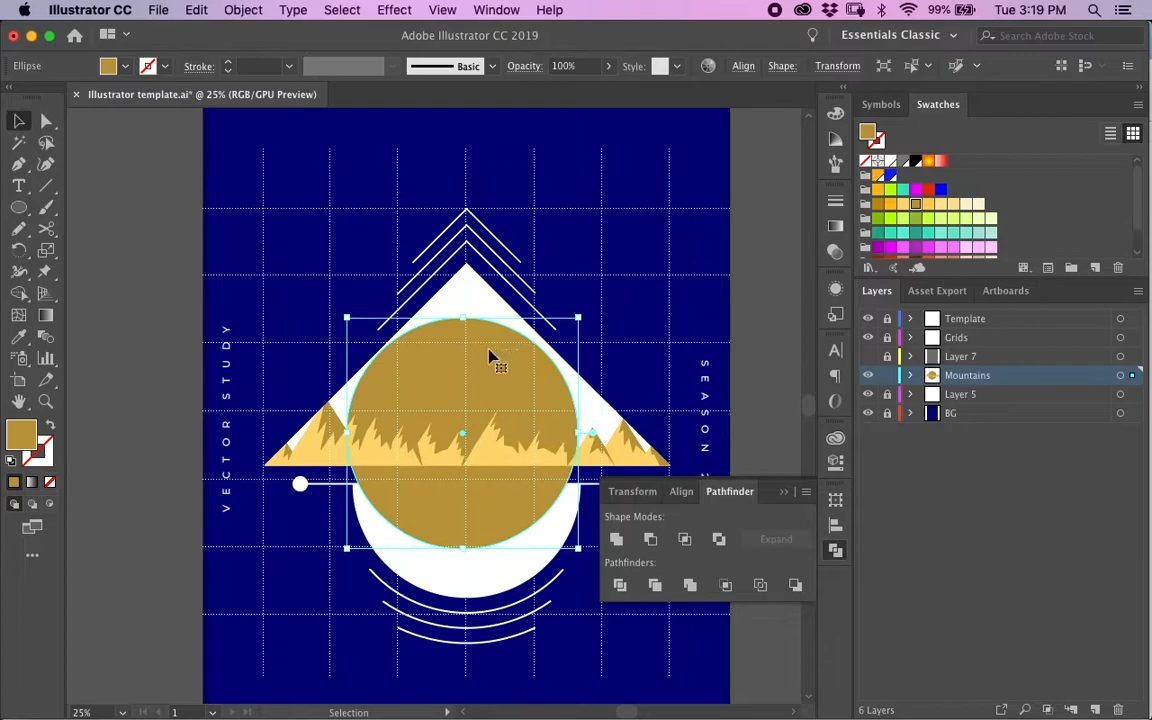 Illustrator CC File Edit Object Type Select Effect View Window Help 99% Tue 3:19 PM
Adobe Illustrator CC 2019 Essentials Classic Search Adobe Stock
Ellipse Stroke: Basic Opacity: 100% Style: Align Shape: Transform
× Illustrator template.ai* @ 25% (RGB/GPU Preview)
Symbols Swatches
Layers Asset Export Artboards
Template
Grids
Layer 7
Mountains
Layer 5
BG
VECTOR STUDY
SEASON
Transform Align Pathfinder
Shape Modes:
Expand
Pathfinders:
25% 1 Selection
6 Layers